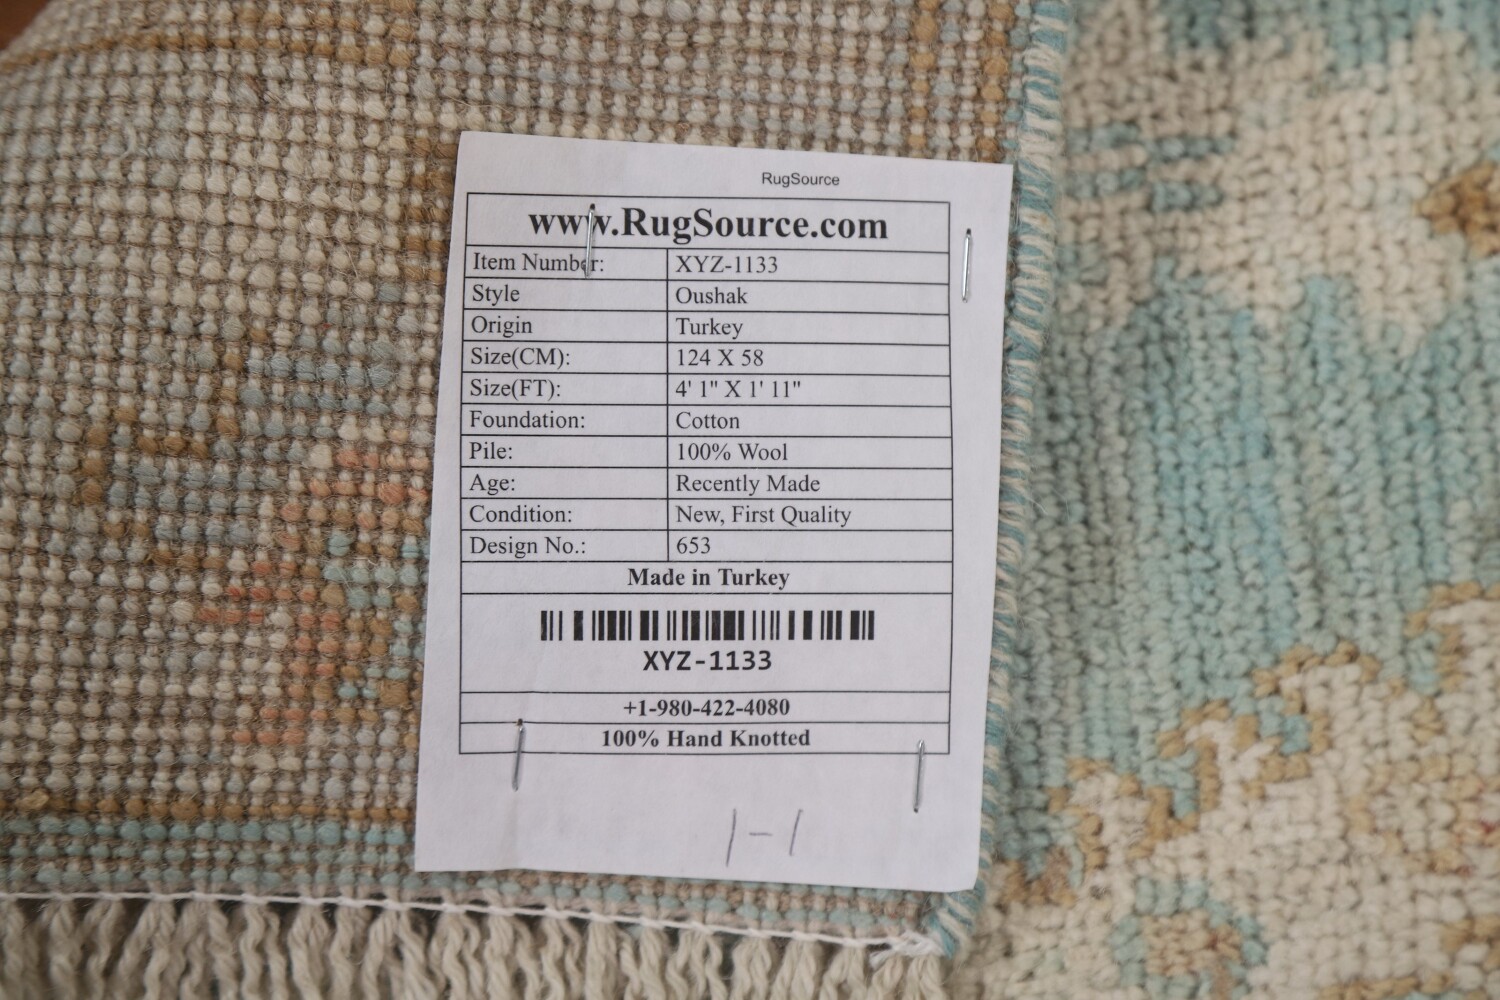 RugSource
www.RugSource.com
Item Number: XYZ-1133
Style Oushak
Origin Turkey
Size(CM): 124 X 58
Size(FT): 4' 1" X 1' 11"
Foundation: Cotton
Pile: 100% Wool
Age: Recently Made
Condition: New, First Quality
Design No.: 653
Made in Turkey
XYZ-1133
+1-980-422-4080
100% Hand Knotted
1-1